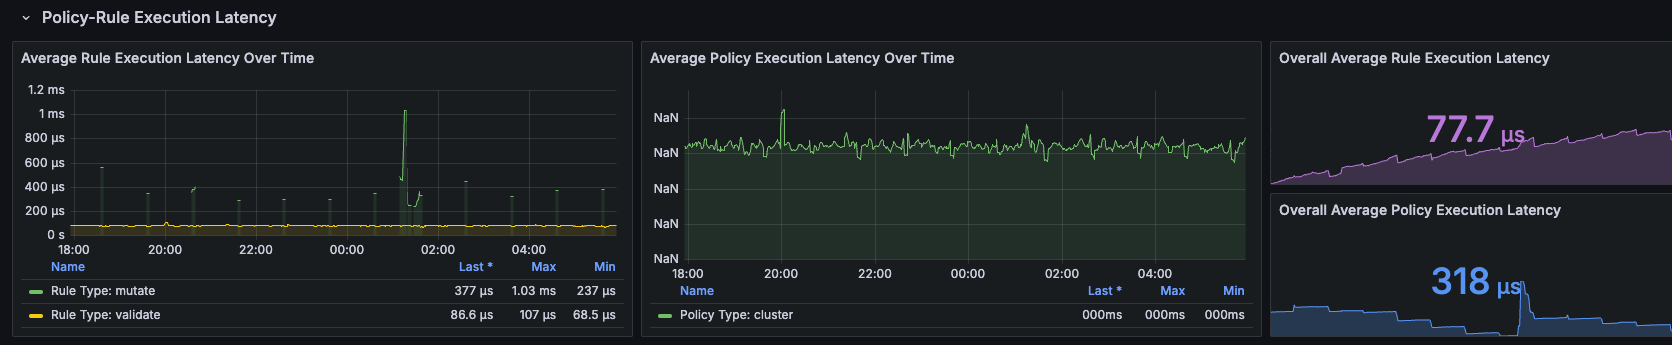 Policy-Rule Execution Latency
Average Rule Execution Latency Over Time
1.2 ms
1 ms
800 µs
600 µs
400 µs
200 µs
0 s
18:00 20:00 22:00 00:00 02:00 04:00
Name Last * Max Min
Rule Type: mutate 377 µs 1.03 ms 237 µs
Rule Type: validate 86.6 µs 107 µs 68.5 µs
Average Policy Execution Latency Over Time
NaN
NaN
NaN
NaN
NaN
18:00 20:00 22:00 00:00 02:00 04:00
Name Last * Max Min
Policy Type: cluster 000ms 000ms 000ms
Overall Average Rule Execution Latency
77.7 µs
Overall Average Policy Execution Latency
318 µs